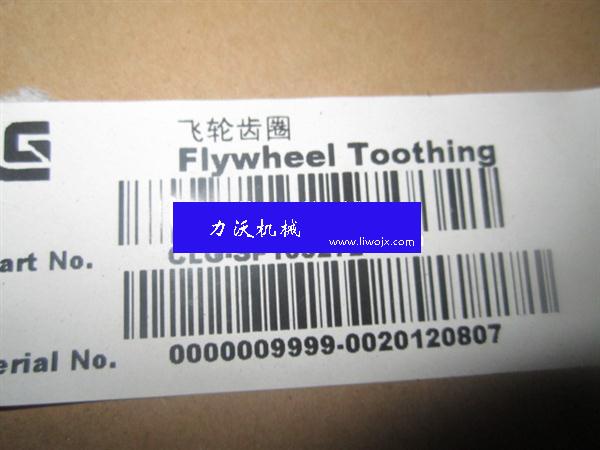 G
飞轮齿圈
Flywheel Toothing
力沃机械
www.liwojx.com
art No.
erial No.
0000009999-0020120807